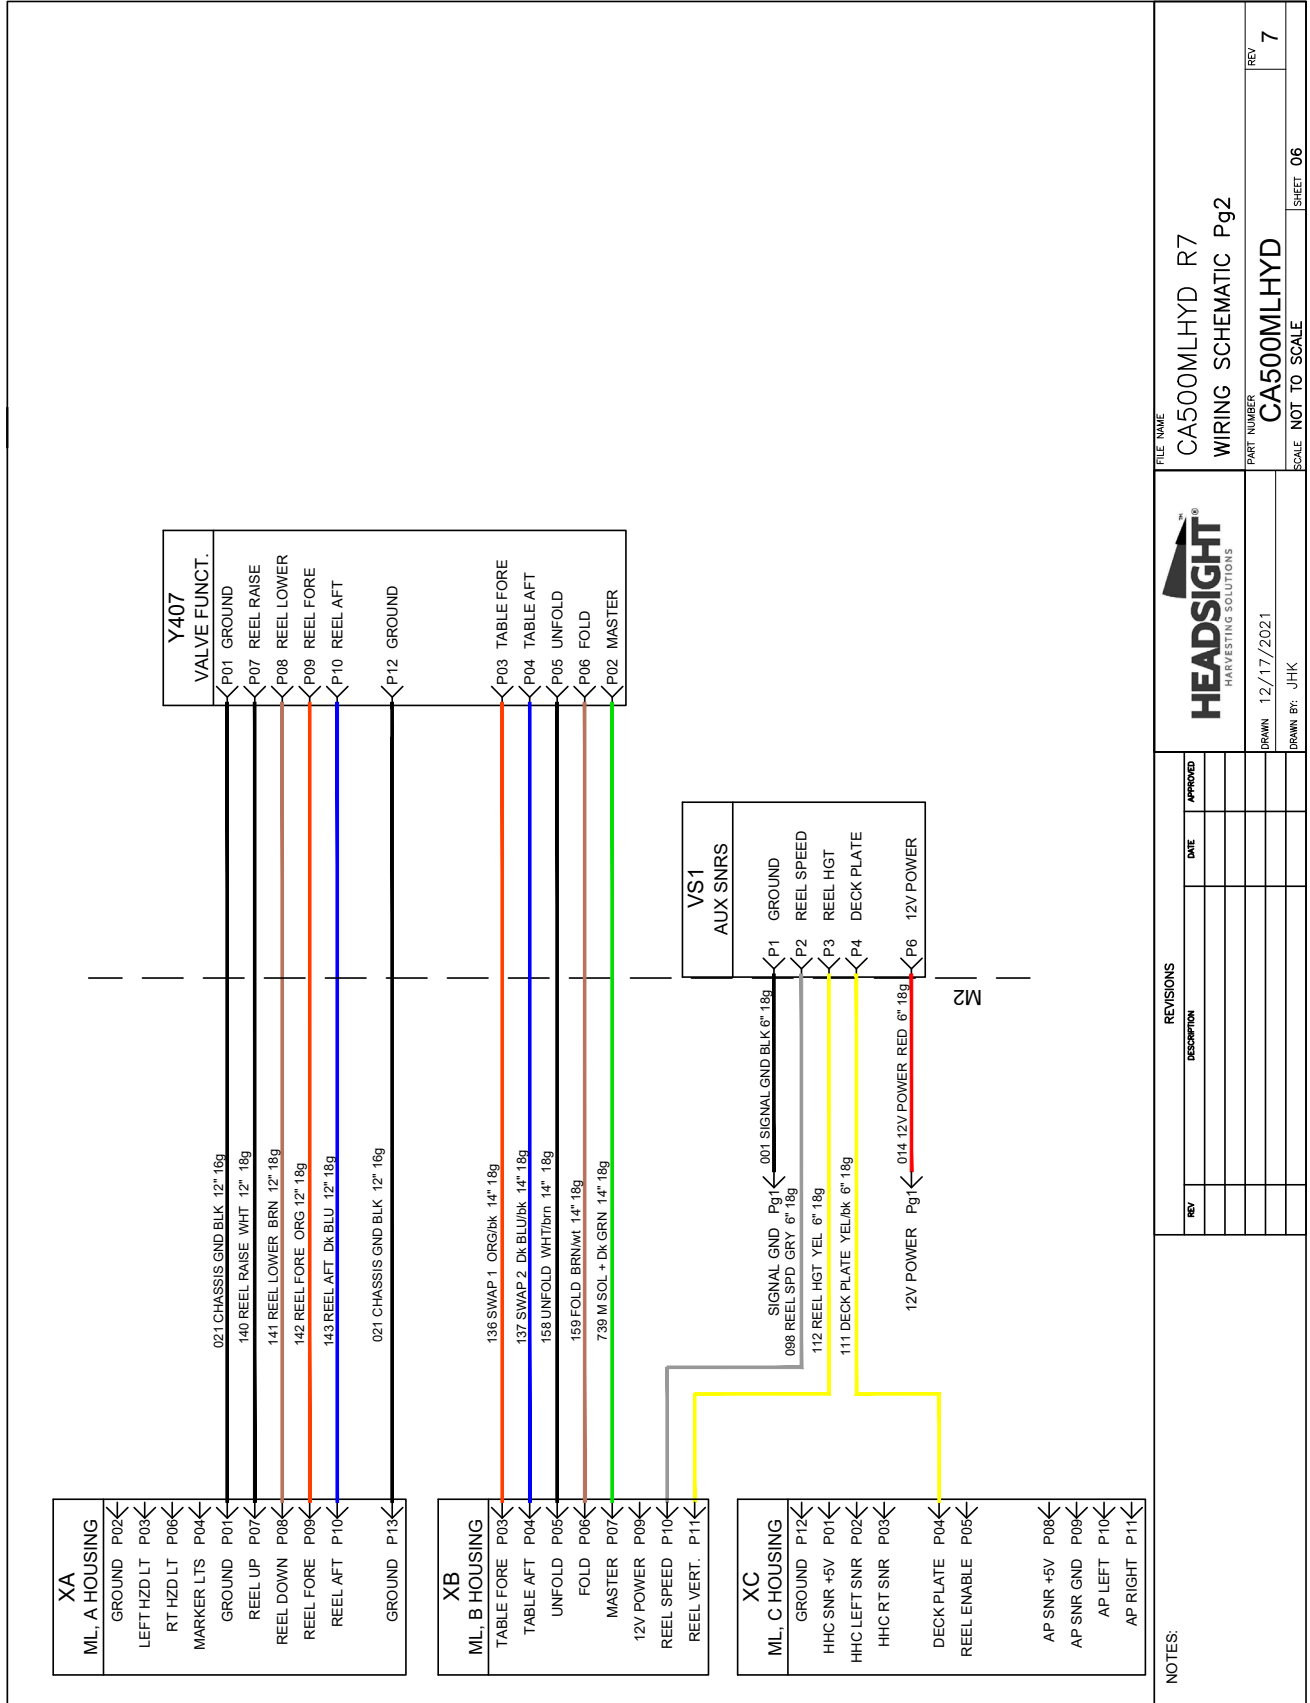 XA
ML, A HOUSING
GROUND P02
LEFT HZD LT P03
RT HZD LT P06
MARKER LTS P04
GROUND P01
REEL UP P07
REEL DOWN P08
REEL FORE P09
REEL AFT P10
GROUND P13
021 CHASSIS GND BLK 12" 16g
140 REEL RAISE WHT 12" 18g
141 REEL LOWER BRN 12" 18g
142 REEL FORE ORG 12" 18g
143 REEL AFT Dk BLU 12" 18g
021 CHASSIS GND BLK 12" 16g
Y407
VALVE FUNCT.
P01 GROUND
P07 REEL RAISE
P08 REEL LOWER
P09 REEL FORE
P10 REEL AFT
P12 GROUND
P03 TABLE FORE
P04 TABLE AFT
P05 UNFOLD
P06 FOLD
P02 MASTER
XB
ML, B HOUSING
TABLE FORE P03
TABLE AFT P04
UNFOLD P05
FOLD P06
MASTER P07
12V POWER P09
REEL SPEED P10
REEL VERT. P11
136 SWAP 1 ORG/bk 14" 18g
137 SWAP 2 Dk BLU/bk 14" 18g
158 UNFOLD WHT/brn 14" 18g
159 FOLD BRN/wt 14" 18g
739 M SOL + Dk GRN 14" 18g
VS1
AUX SNRS
P1 GROUND
P2 REEL SPEED
P3 REEL HGT
P4 DECK PLATE
P6 12V POWER
M2
SIGNAL GND Pg1
001 SIGNAL GND BLK 6" 18g
098 REEL SPD GRY 6" 18g
112 REEL HGT YEL 6" 18g
111 DECK PLATE YEL/bk 6" 18g
12V POWER Pg1
014 12V POWER RED 6" 18g
XC
ML, C HOUSING
GROUND P12
HHC SNR +5V P01
HHC LEFT SNR P02
HHC RT SNR P03
DECK PLATE P04
REEL ENABLE P05
AP SNR +5V P08
AP SNR GND P09
AP LEFT P10
AP RIGHT P11
NOTES:
REVISIONS
REV DESCRIPTION DATE APPROVED
HEADSIGHT®
™
HARVESTING SOLUTIONS
DRAWN 12/17/2021
DRAWN BY: JHK
FILE NAME
CA500MLHYD R7
WIRING SCHEMATIC Pg2
PART NUMBER
CA500MLHYD
REV
7
SCALE NOT TO SCALE
SHEET 06